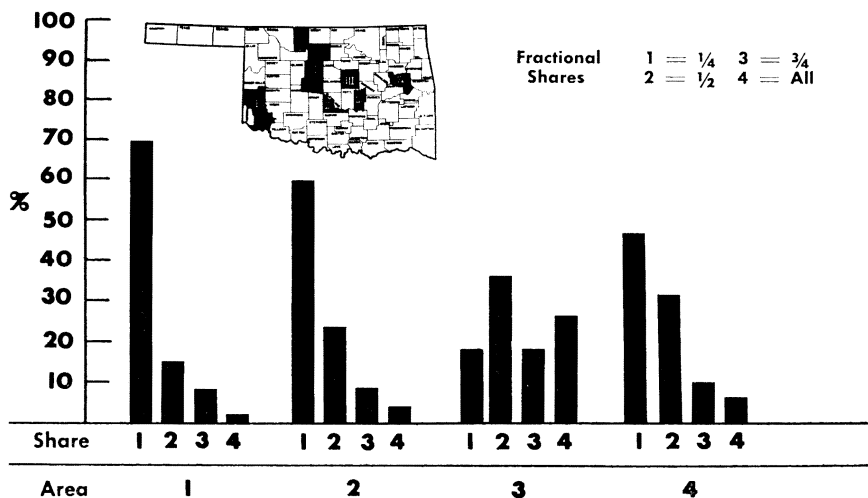 100
90
80
70
60
50
40
30
20
10
%
Fractional Shares 1 = ¼ 3 = ¾
2 = ½ 4 = All
Share 1 2 3 4 1 2 3 4 1 2 3 4 1 2 3 4
Area 1 2 3 4